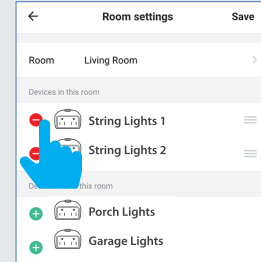 Room settings Save
Room Living Room
Devices in this room
String Lights 1
String Lights 2
this room
Porch Lights
Garage Lights